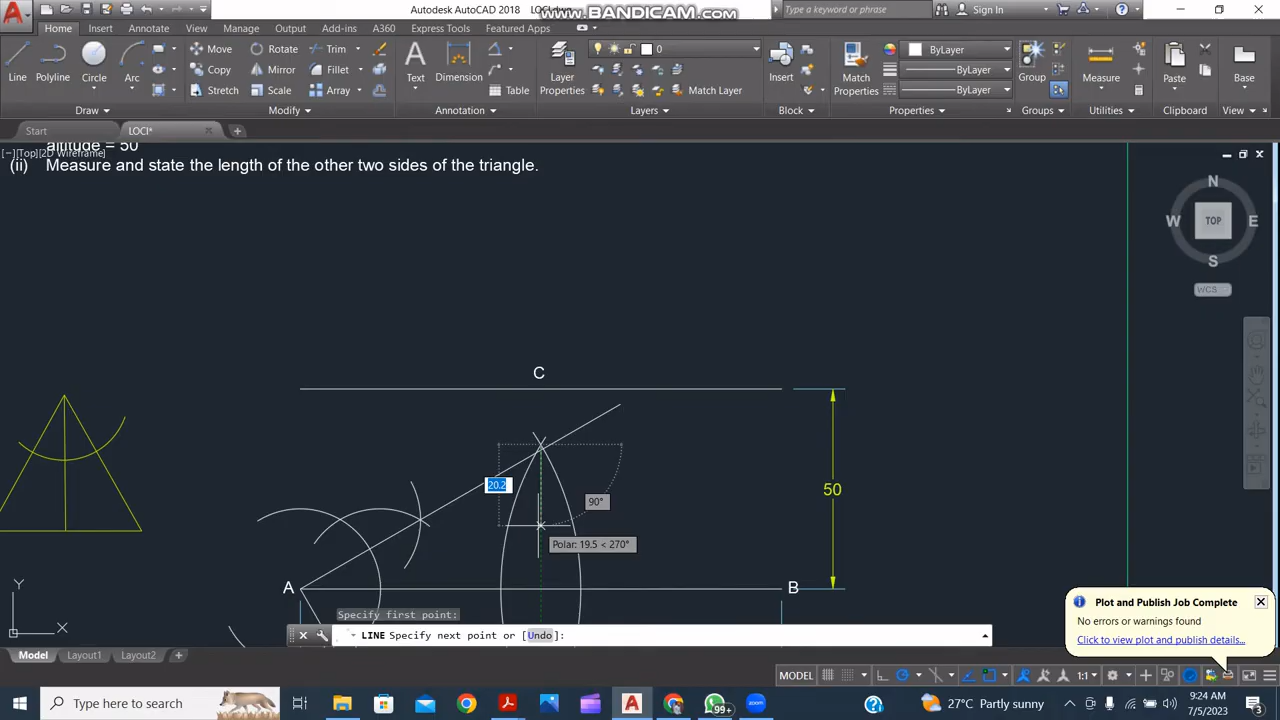 Autodesk AutoCAD 2018
LOCI.dwg
www.BANDICAM.com
Type a keyword or phrase
Sign In
Home
Insert
Annotate
View
Manage
Output
Add-ins
A360
Express Tools
Featured Apps
Line
Polyline
Circle
Arc
Move
Copy
Stretch
Rotate
Mirror
Scale
Trim
Fillet
Array
Text
Dimension
Table
Layer
Properties
0
Match Layer
Insert
Match
Properties
ByLayer
ByLayer
ByLayer
Group
Measure
Paste
Base
Draw
Modify
Annotation
Layers
Block
Properties
Groups
Utilities
Clipboard
View
Start
LOCI*
altitude = 50
[−][Top][2D Wireframe]
(ii) Measure and state the length of the other two sides of the triangle.
N
W
TOP
E
S
WCS
C
20.2
90°
50
Polar: 19.5 < 270°
A
B
Y
X
Specify first point:
LINE Specify next point or [Undo]:
Plot and Publish Job Complete
No errors or warnings found
Click to view plot and publish details...
Model
Layout1
Layout2
+
MODEL
1:1
Type here to search
99+
zoom
27°C Partly sunny
9:24 AM
7/5/2023
3